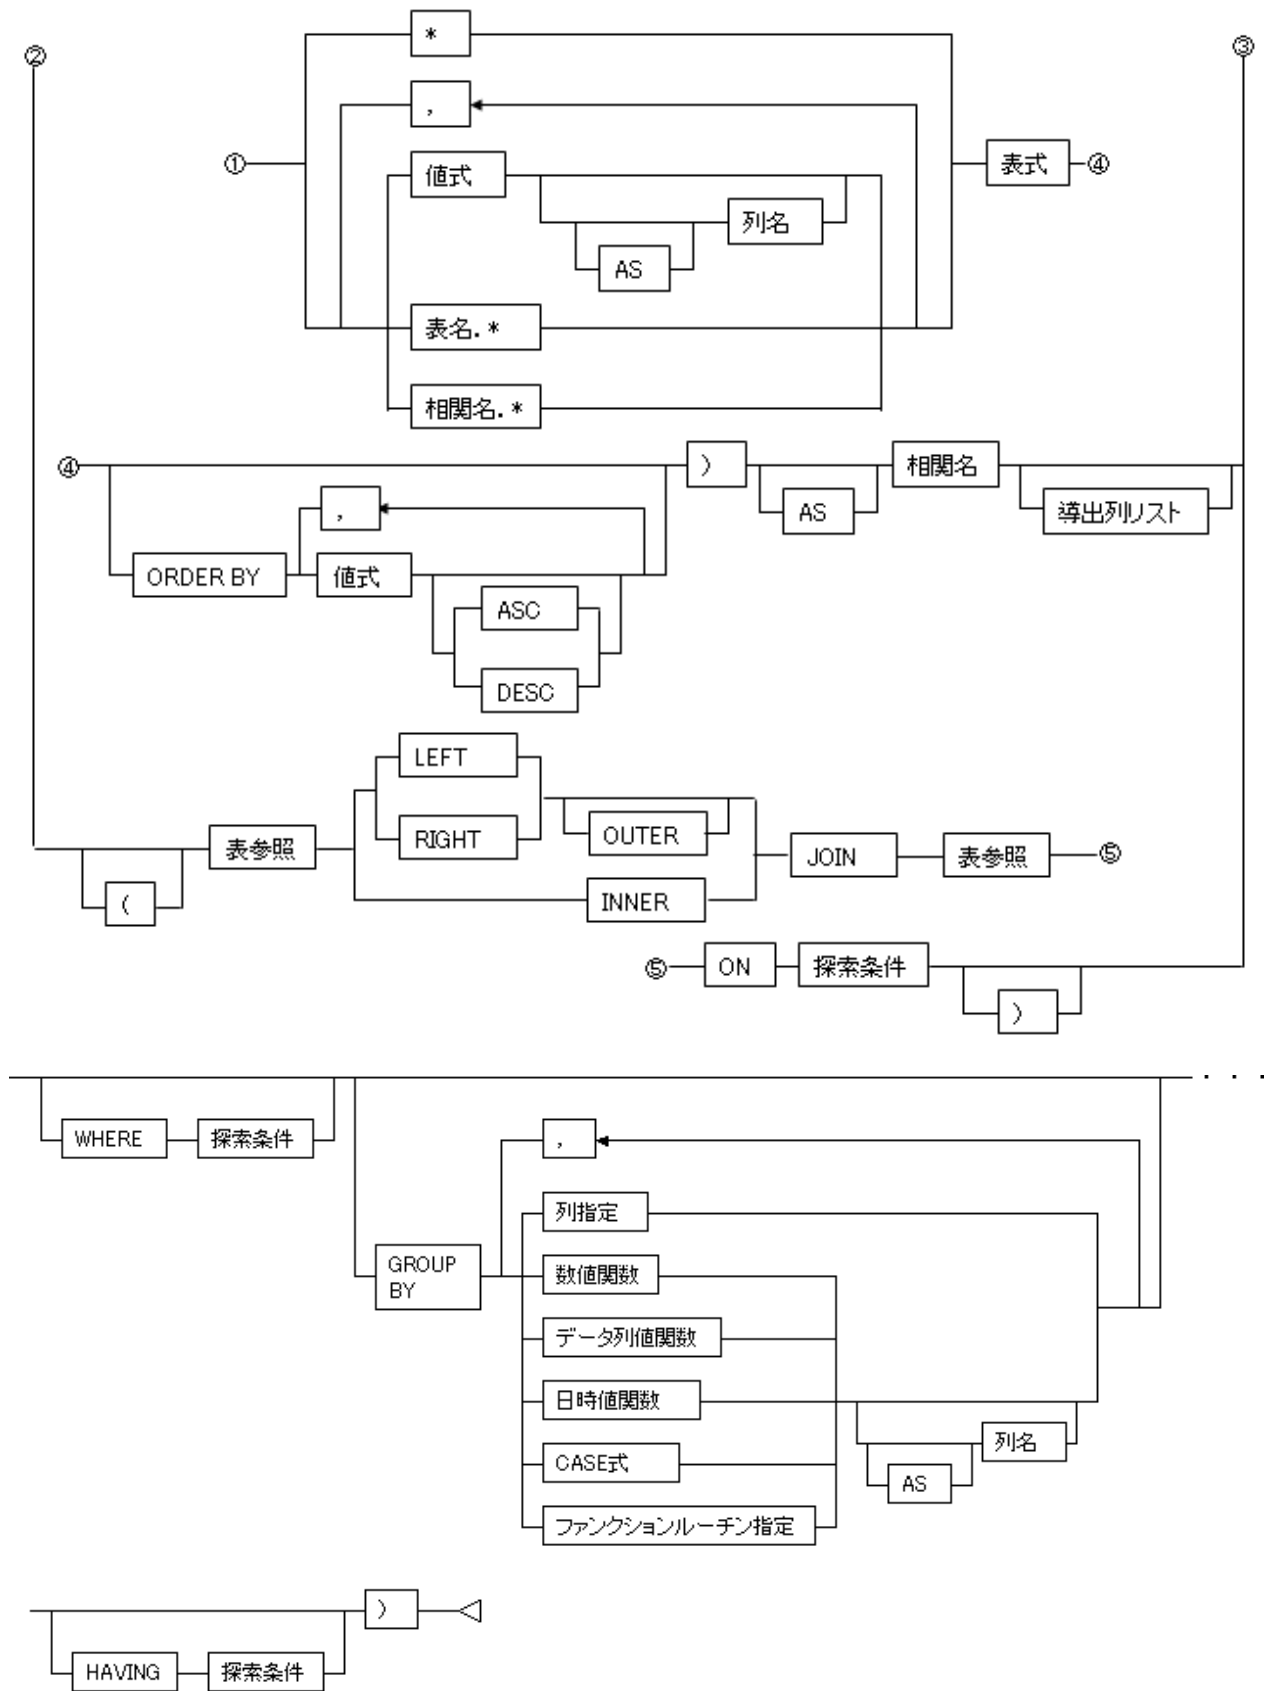 *
②
③
,
①
値式
表式
④
列名
AS
表名.*
相関名.*
④
)
相関名
AS
導出列リスト
,
ORDER BY
値式
ASC
DESC
LEFT
RIGHT
OUTER
表参照
JOIN
表参照
⑤
(
INNER
⑤
ON
探索条件
)
・・・
WHERE
探索条件
,
列指定
GROUP
BY
数値関数
データ列値関数
日時値関数
列名
CASE式
AS
ファンクションルーチン指定
)
HAVING
探索条件